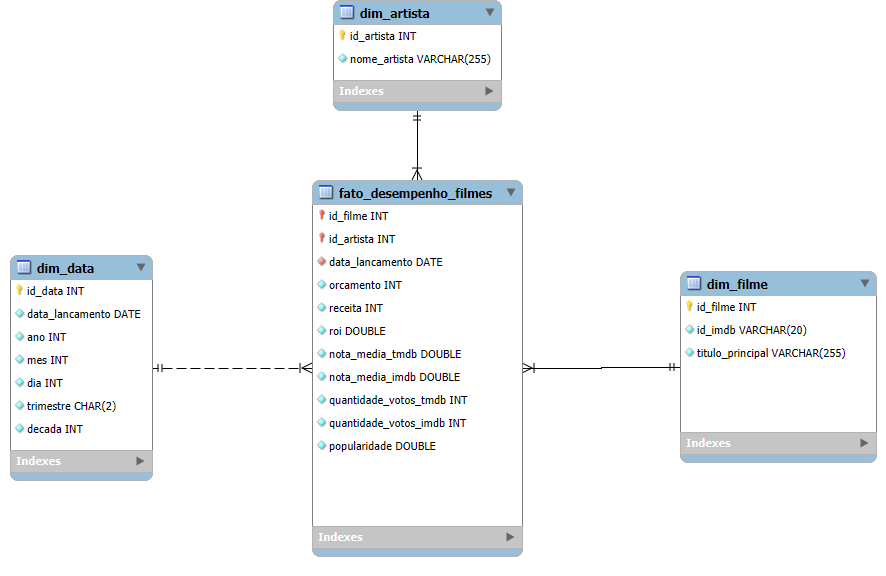 dim_artista
id_artista INT
nome_artista VARCHAR(255)
Indexes
fato_desempenho_filmes
id_filme INT
id_artista INT
data_lancamento DATE
orcamento INT
receita INT
roi DOUBLE
nota_media_tmdb DOUBLE
nota_media_imdb DOUBLE
quantidade_votos_tmdb INT
quantidade_votos_imdb INT
popularidade DOUBLE
Indexes
dim_data
id_data INT
data_lancamento DATE
ano INT
mes INT
dia INT
trimestre CHAR(2)
decada INT
Indexes
dim_filme
id_filme INT
id_imdb VARCHAR(20)
titulo_principal VARCHAR(255)
Indexes